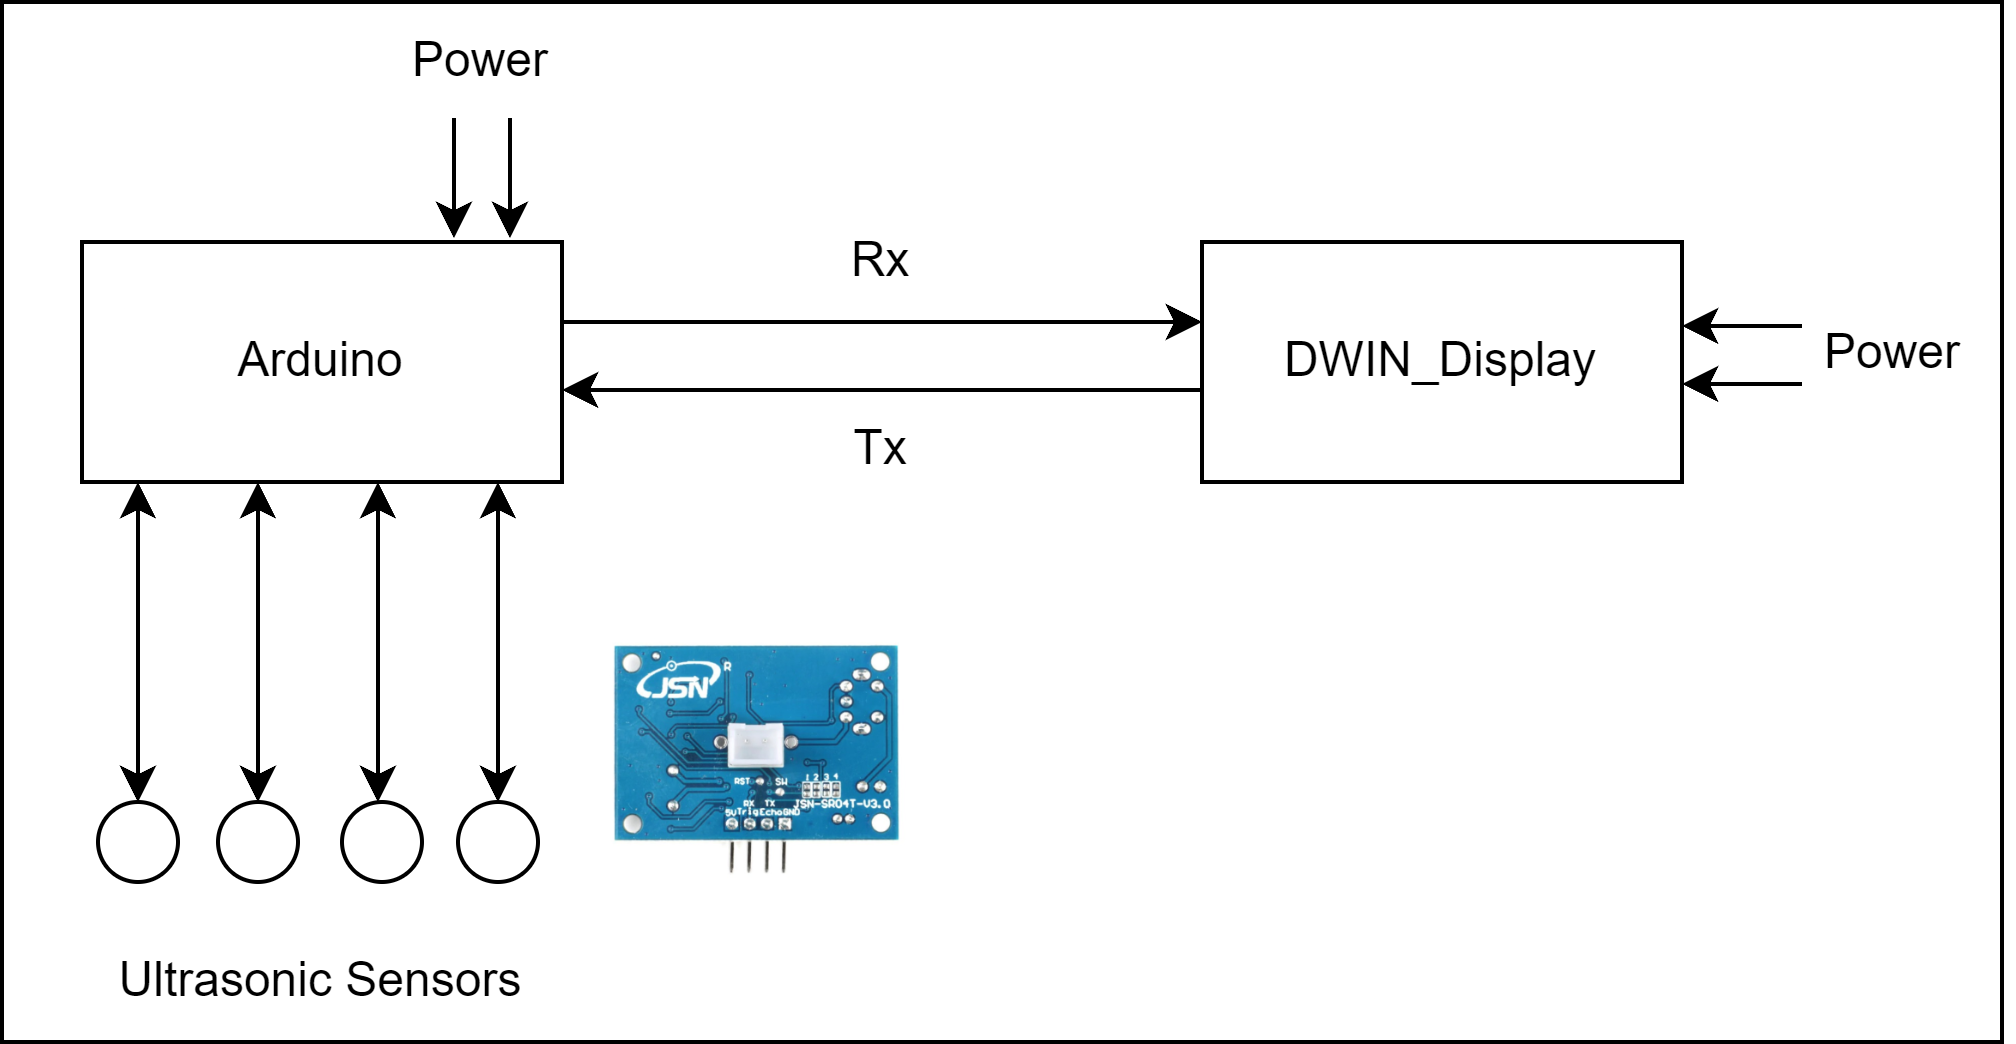 Power
Rx
Arduino
DWIN_Display
Power
Tx
JSN R
RST SW 1 2 3 4
RX TX JSN-SR04T-V3.0
5V Trig Echo GND
Ultrasonic Sensors